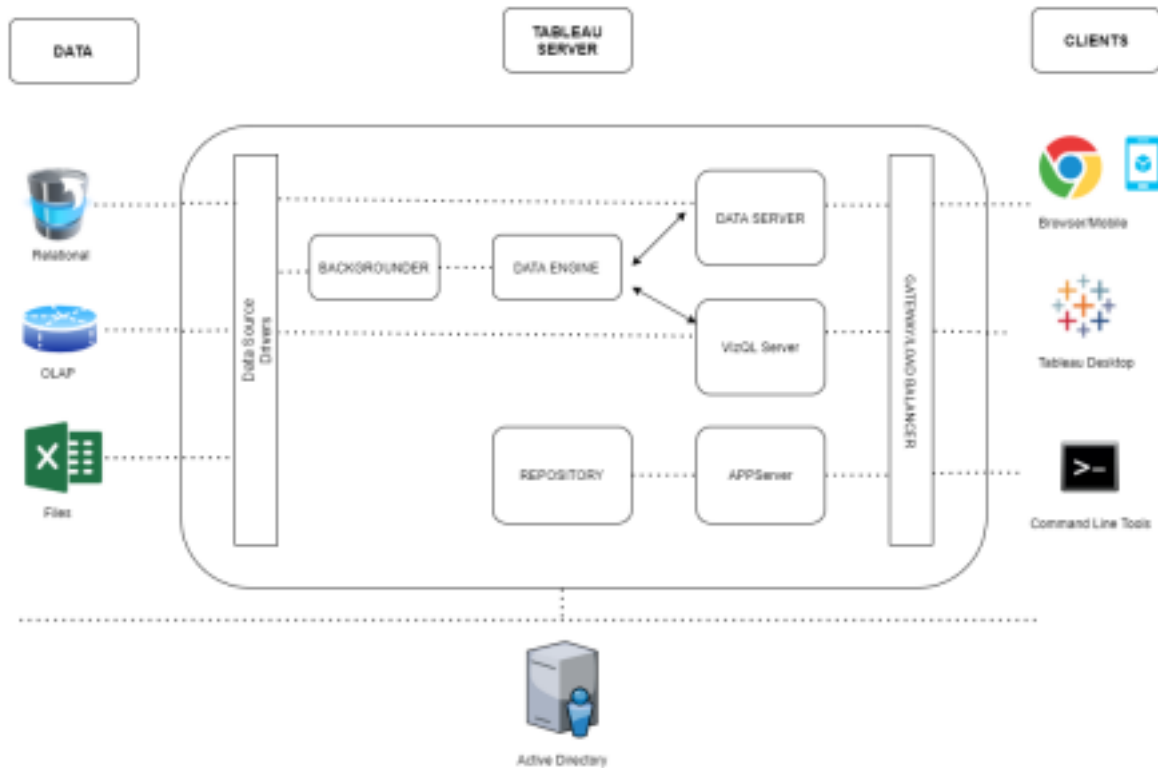 DATA
TABLEAU
SERVER
CLIENTS
Relational
OLAP
Files
Data Source
Drivers
BACKGROUNDER
DATA ENGINE
DATA SERVER
VizQL Server
REPOSITORY
APPServer
GATEWAY/LOAD BALANCER
Browser/Mobile
Tableau Desktop
Command Line Tools
Active Directory